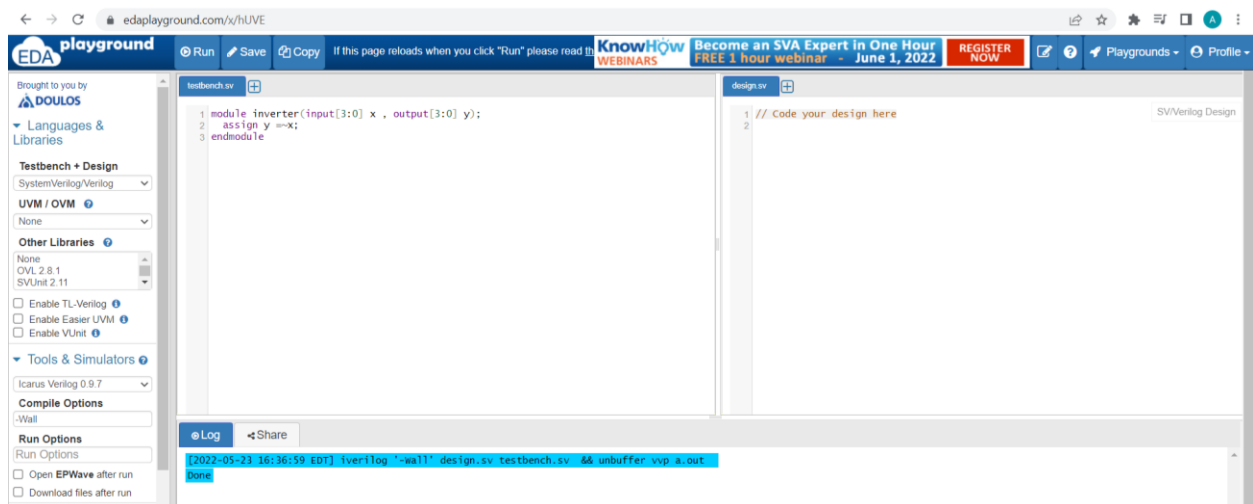 edaplayground.com/x/hUVE
EDA playground
Run Save Copy If this page reloads when you click "Run" please read th
KnowHow WEBINARS
Become an SVA Expert in One Hour
FREE 1 hour webinar - June 1, 2022
REGISTER NOW
Playgrounds Profile
A
Brought to you by
DOULOS
Languages & Libraries
Testbench + Design
SystemVerilog/Verilog
UVM / OVM
None
Other Libraries
None
OVL 2.8.1
SVUnit 2.11
Enable TL-Verilog
Enable Easier UVM
Enable VUnit
Tools & Simulators
Icarus Verilog 0.9.7
Compile Options
-Wall
Run Options
Run Options
Open EPWave after run
Download files after run
testbench.sv
1 module inverter(input[3:0] x , output[3:0] y);
2 assign y =~x;
3 endmodule
design.sv
1 // Code your design here
2
SV/Verilog Design
Log Share
[2022-05-23 16:36:59 EDT] iverilog '-Wall' design.sv testbench.sv && unbuffer vvp a.out
Done